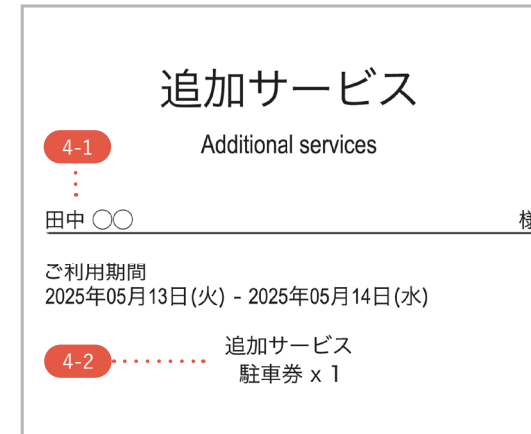 追加サービス
Additional services
4-1
田中 〇〇 様
ご利用期間
2025年05月13日(火) - 2025年05月14日(水)
4-2
追加サービス
駐車券 x 1